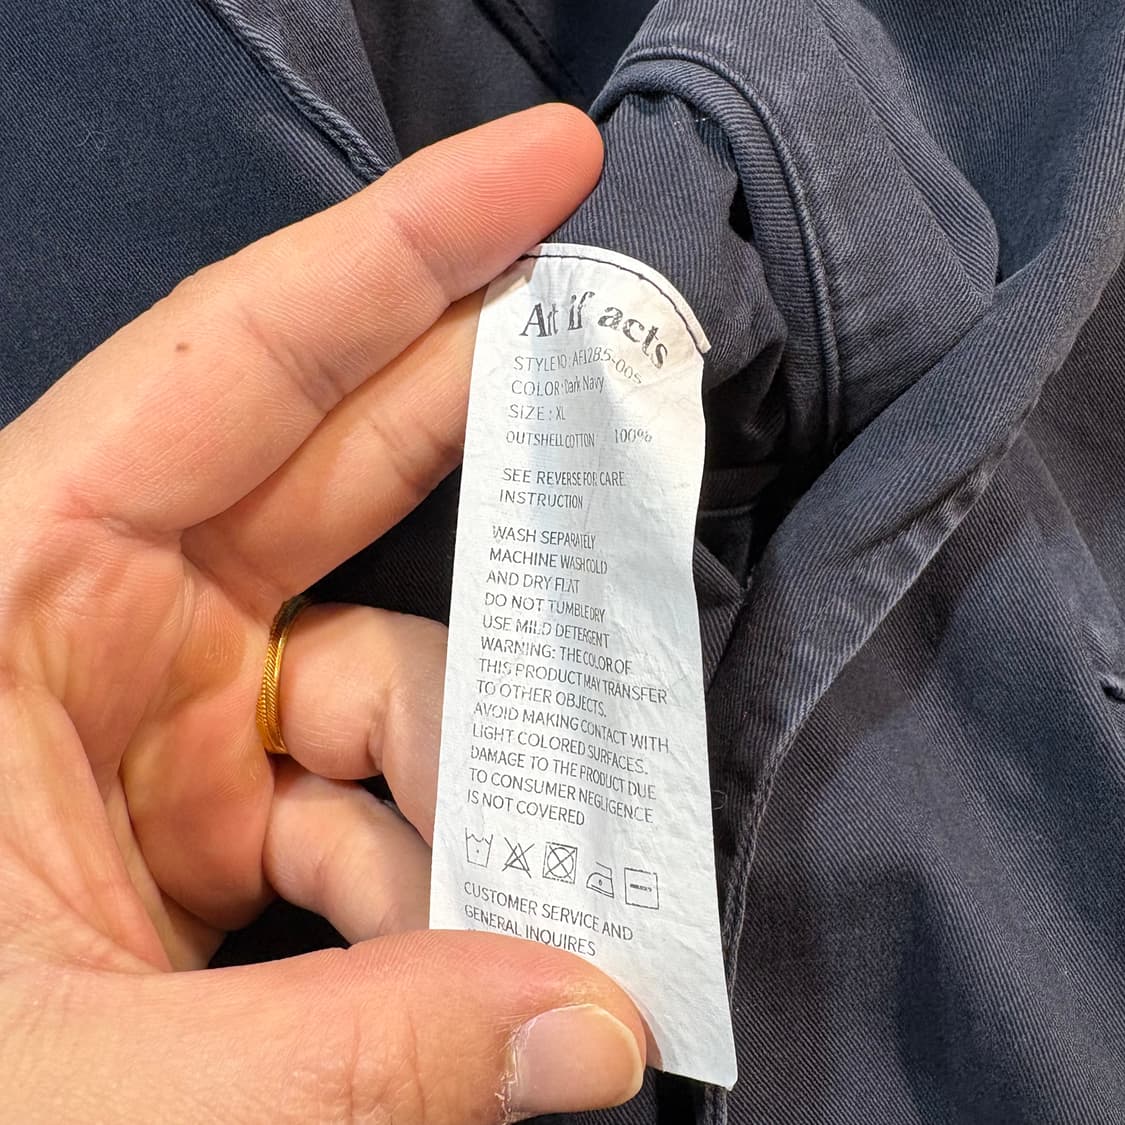 Art if acts
STYLE ID: AF12B5-005
COLOR: Dark Navy
SIZE: XL
OUTSHELL COTTON 100%
SEE REVERSE FOR CARE
INSTRUCTION
WASH SEPARATELY
MACHINE WASH COLD
AND DRY FLAT
DO NOT TUMBLE DRY
USE MILD DETERGENT
WARNING: THE COLOR OF
THIS PRODUCT MAY TRANSFER
TO OTHER OBJECTS.
AVOID MAKING CONTACT WITH
LIGHT COLORED SURFACES.
DAMAGE TO THE PRODUCT DUE
TO CONSUMER NEGLIGENCE
IS NOT COVERED
CUSTOMER SERVICE AND
GENERAL INQUIRES